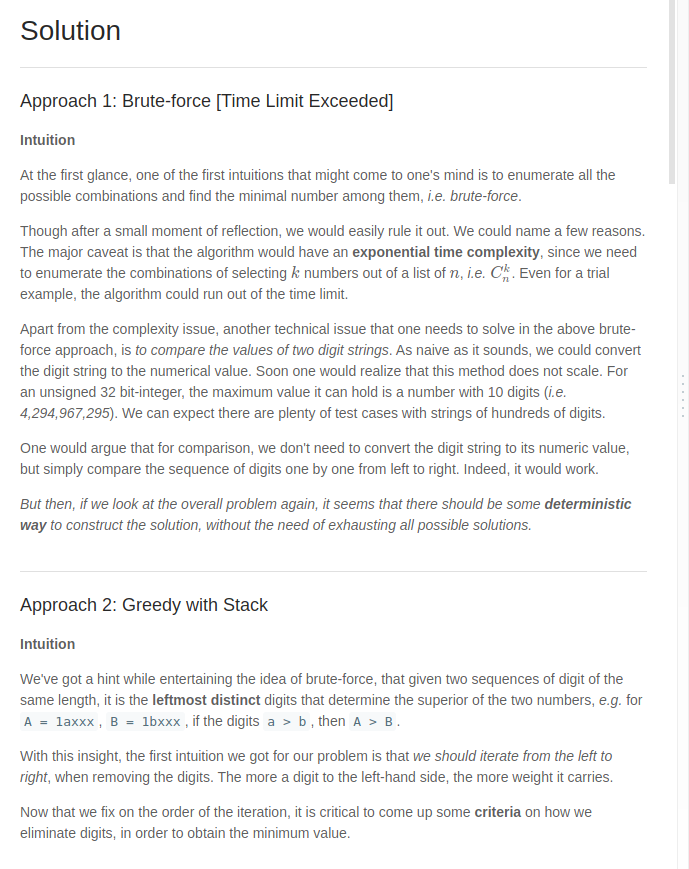 Solution
Approach 1: Brute-force [Time Limit Exceeded]
Intuition
At the first glance, one of the first intuitions that might come to one's mind is to enumerate all the
possible combinations and find the minimal number among them, i.e. brute-force.
Though after a small moment of reflection, we would easily rule it out. We could name a few reasons.
The major caveat is that the algorithm would have an exponential time complexity, since we need
to enumerate the combinations of selecting k numbers out of a list of n, i.e. C_n^k. Even for a trial
example, the algorithm could run out of the time limit.
Apart from the complexity issue, another technical issue that one needs to solve in the above brute-
force approach, is to compare the values of two digit strings. As naive as it sounds, we could convert
the digit string to the numerical value. Soon one would realize that this method does not scale. For
an unsigned 32 bit-integer, the maximum value it can hold is a number with 10 digits (i.e.
4,294,967,295). We can expect there are plenty of test cases with strings of hundreds of digits.
One would argue that for comparison, we don't need to convert the digit string to its numeric value,
but simply compare the sequence of digits one by one from left to right. Indeed, it would work.
But then, if we look at the overall problem again, it seems that there should be some deterministic
way to construct the solution, without the need of exhausting all possible solutions.
Approach 2: Greedy with Stack
Intuition
We've got a hint while entertaining the idea of brute-force, that given two sequences of digit of the
same length, it is the leftmost distinct digits that determine the superior of the two numbers, e.g. for
A = 1axxx, B = 1bxxx, if the digits a > b, then A > B.
With this insight, the first intuition we got for our problem is that we should iterate from the left to
right, when removing the digits. The more a digit to the left-hand side, the more weight it carries.
Now that we fix on the order of the iteration, it is critical to come up some criteria on how we
eliminate digits, in order to obtain the minimum value.